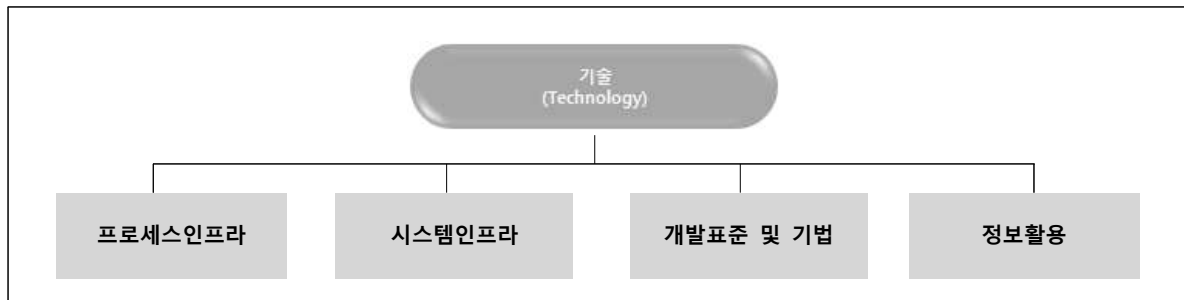 기술
(Technology)
프로세스인프라
시스템인프라
개발표준 및 기법
정보활용